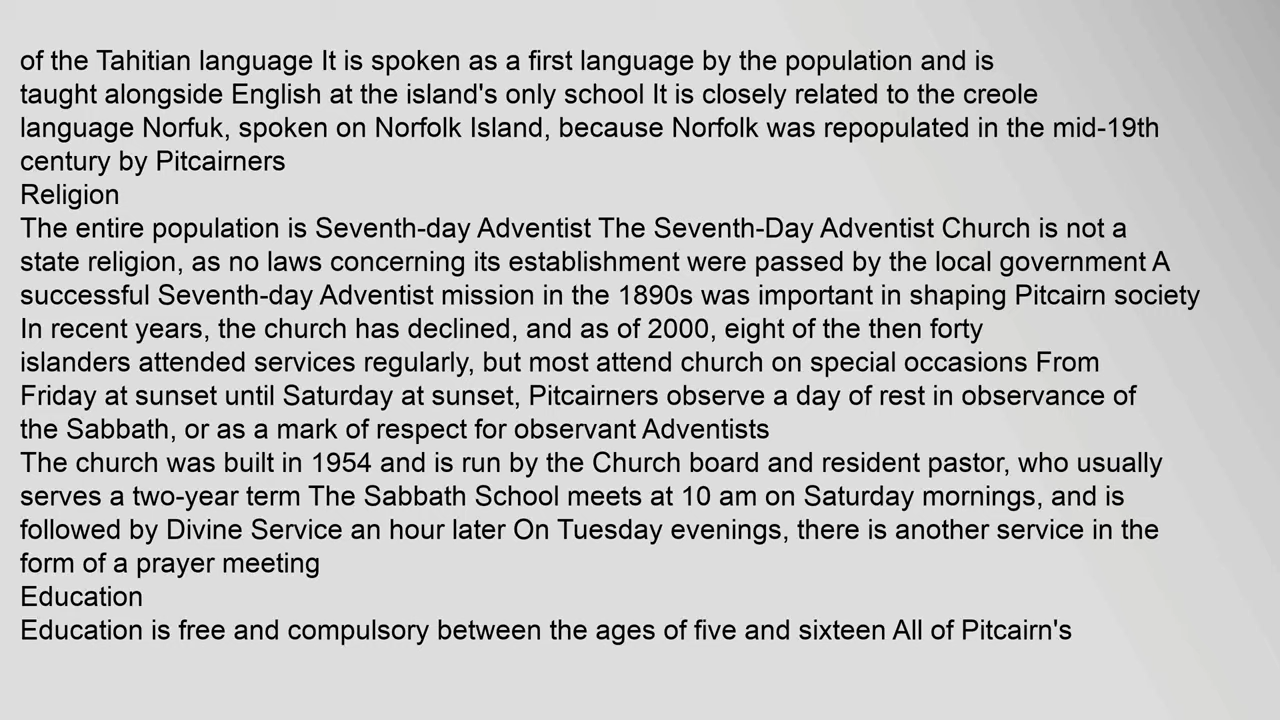 of the Tahitian language It is spoken as a first language by the population and is
taught alongside English at the island's only school It is closely related to the creole
language Norfuk, spoken on Norfolk Island, because Norfolk was repopulated in the mid-19th
century by Pitcairners
Religion
The entire population is Seventh-day Adventist The Seventh-Day Adventist Church is not a
state religion, as no laws concerning its establishment were passed by the local government A
successful Seventh-day Adventist mission in the 1890s was important in shaping Pitcairn society
In recent years, the church has declined, and as of 2000, eight of the then forty
islanders attended services regularly, but most attend church on special occasions From
Friday at sunset until Saturday at sunset, Pitcairners observe a day of rest in observance of
the Sabbath, or as a mark of respect for observant Adventists
The church was built in 1954 and is run by the Church board and resident pastor, who usually
serves a two-year term The Sabbath School meets at 10 am on Saturday mornings, and is
followed by Divine Service an hour later On Tuesday evenings, there is another service in the
form of a prayer meeting
Education
Education is free and compulsory between the ages of five and sixteen All of Pitcairn's